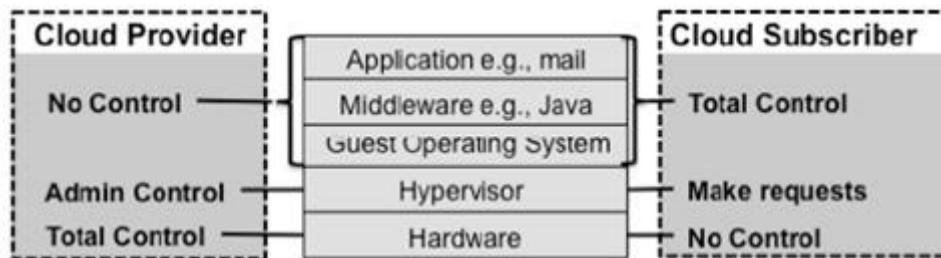 Cloud Provider
Cloud Subscriber
Application e.g., mail
No Control
Middleware e.g., Java
Total Control
Guest Operating System
Admin Control
Hypervisor
Make requests
Total Control
Hardware
No Control